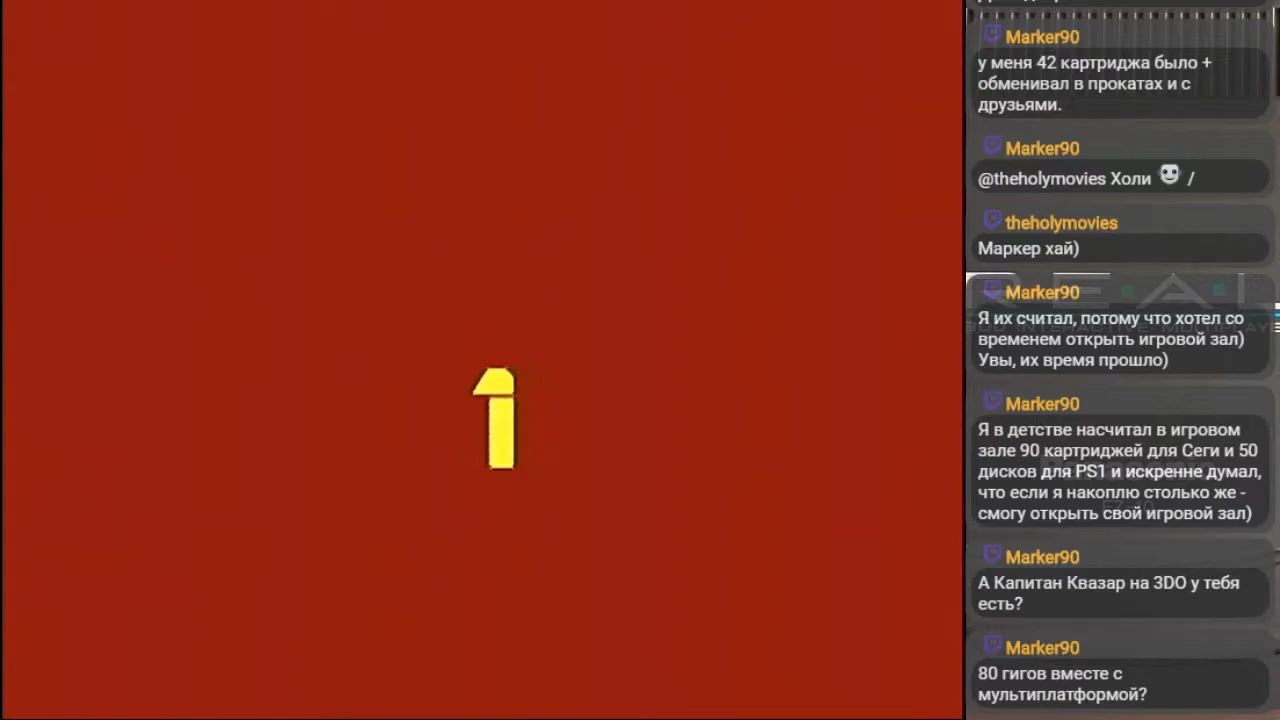 1
Marker90
у меня 42 картриджа было +
обменивал в прокатах и с
друзьями.
Marker90
@theholymovies Холи /
theholymovies
Маркер хай)
REAL
Marker90
Я их считал, потому что хотел со
временем открыть игровой зал)
Увы, их время прошло)
Marker90
Я в детстве насчитал в игровом
зале 90 картриджей для Сеги и 50
дисков для PS1 и искренне думал,
что если я накоплю столько же -
смогу открыть свой игровой зал)
Marker90
А Капитан Квазар на 3DO у тебя
есть?
Marker90
80 гигов вместе с
мультиплатформой?